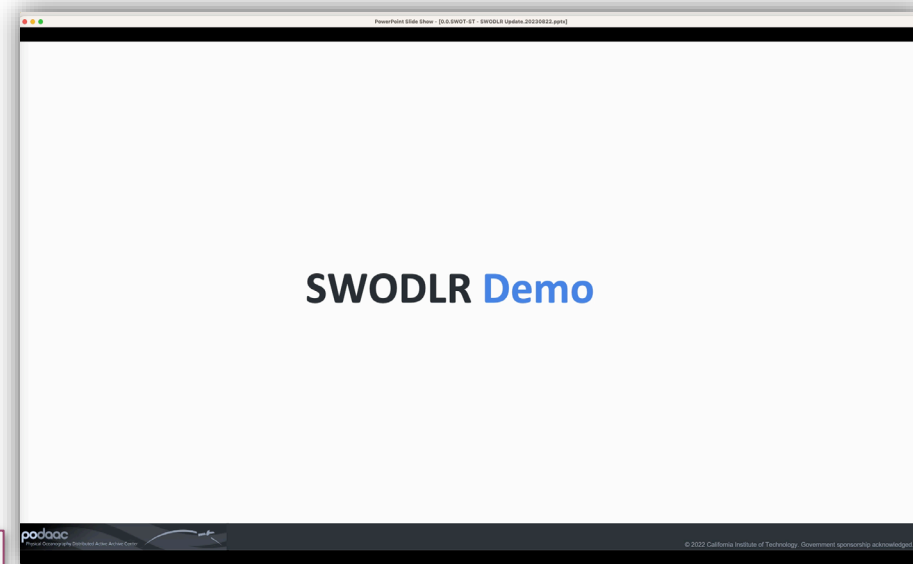 PowerPoint Slide Show - [0.0.SWOT-ST - SWODLR Update.20230822.pptx]
SWODLR Demo
podaac
Physical Oceanography Distributed Active Archive Center
© 2022 California Institute of Technology. Government sponsorship acknowledged